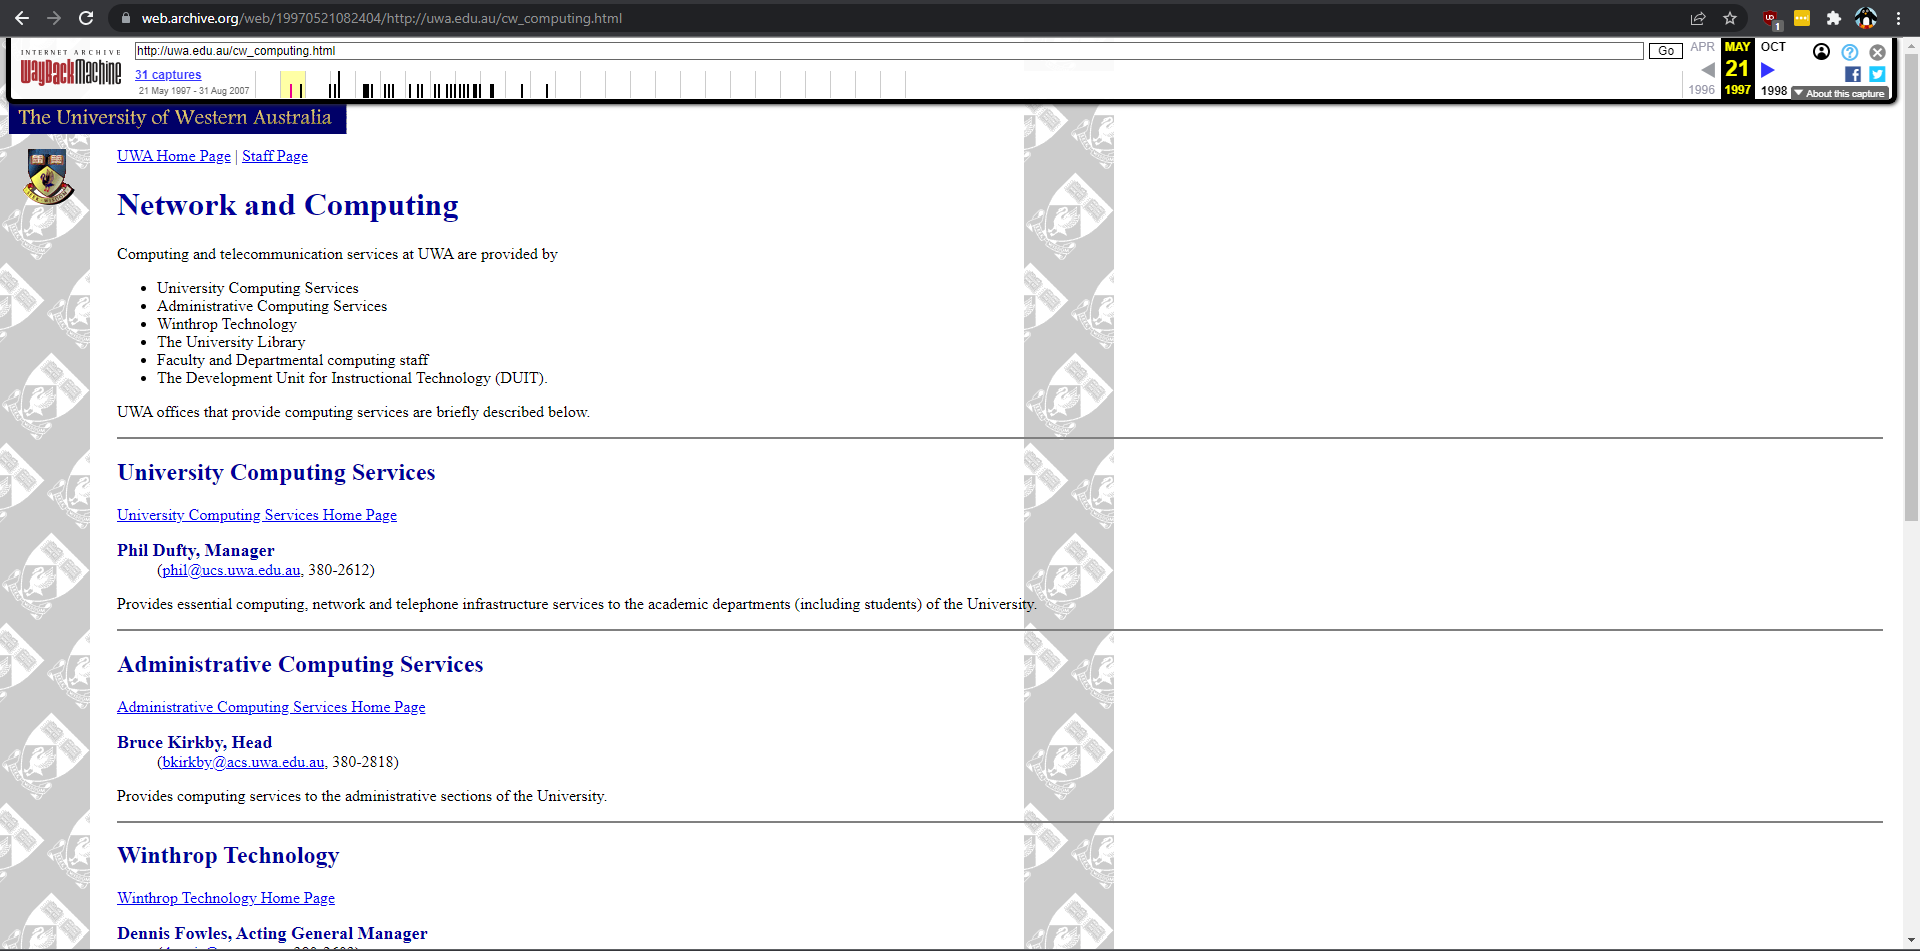 web.archive.org/web/19970521082404/http://uwa.edu.au/cw_computing.html
INTERNET ARCHIVE
WayBackMachine
http://uwa.edu.au/cw_computing.html
Go
APR MAY OCT
31 captures
21
21 May 1997 - 31 Aug 2007
1996 1997 1998
About this capture
The University of Western Australia
UWA Home Page | Staff Page
Network and Computing
Computing and telecommunication services at UWA are provided by
University Computing Services
Administrative Computing Services
Winthrop Technology
The University Library
Faculty and Departmental computing staff
The Development Unit for Instructional Technology (DUIT).
UWA offices that provide computing services are briefly described below.
University Computing Services
University Computing Services Home Page
Phil Dufty, Manager
(phil@ucs.uwa.edu.au, 380-2612)
Provides essential computing, network and telephone infrastructure services to the academic departments (including students) of the University.
Administrative Computing Services
Administrative Computing Services Home Page
Bruce Kirkby, Head
(bkirkby@acs.uwa.edu.au, 380-2818)
Provides computing services to the administrative sections of the University.
Winthrop Technology
Winthrop Technology Home Page
Dennis Fowles, Acting General Manager